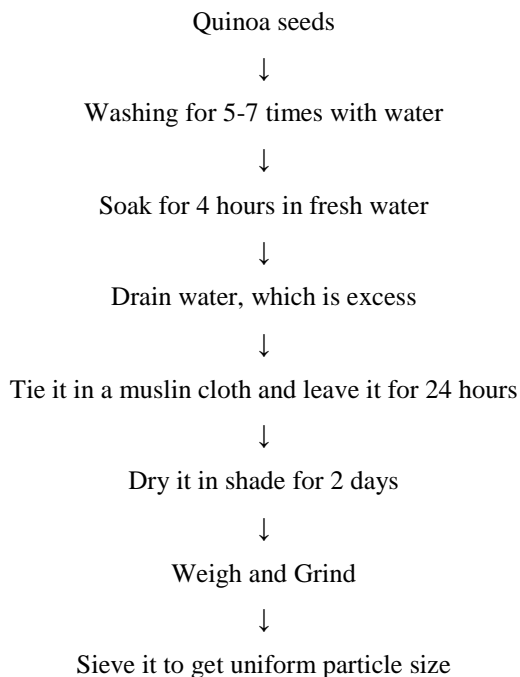 Quinoa seeds
↓
Washing for 5-7 times with water
↓
Soak for 4 hours in fresh water
↓
Drain water, which is excess
↓
Tie it in a muslin cloth and leave it for 24 hours
↓
Dry it in shade for 2 days
↓
Weigh and Grind
↓
Sieve it to get uniform particle size